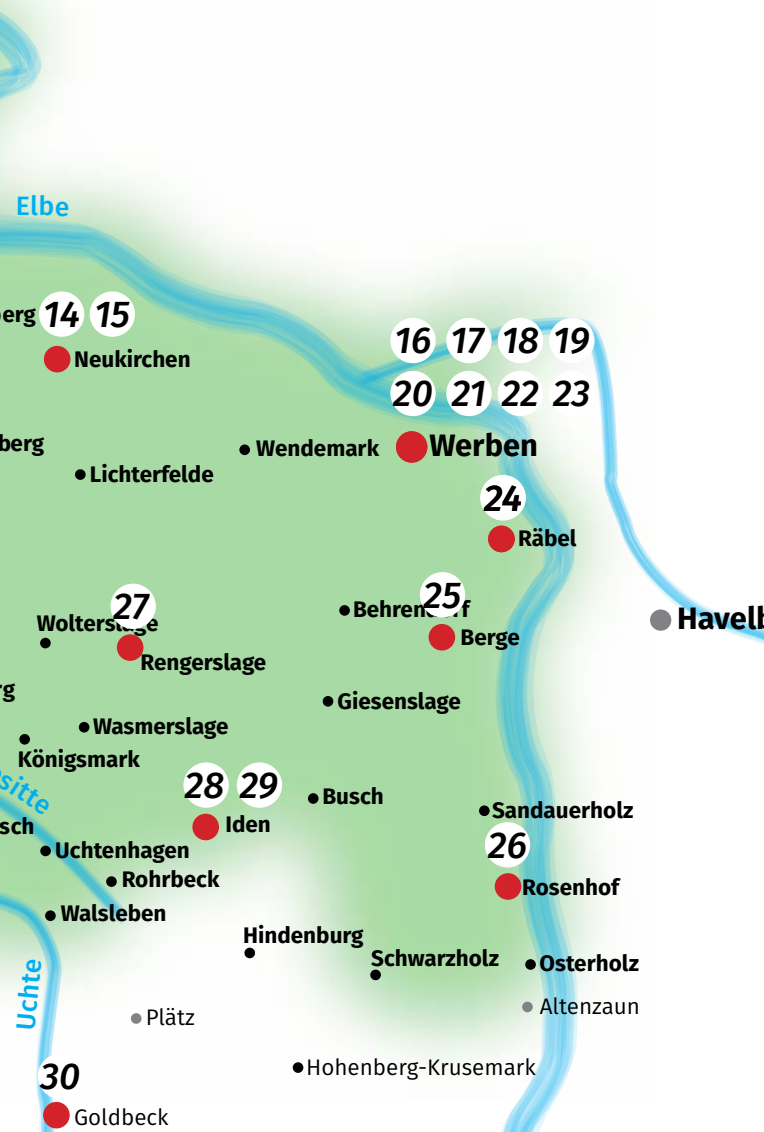 Elbe
erg 14 15
Neukirchen
16 17 18 19
20 21 22 23
berg
Wendemark
Werben
Lichterfelde
24
Räbel
27
25
Behrendorf
Wolterslage
Berge
Havelb
Rengerslage
rg
Giesenslage
Wasmerslage
Königsmark
28 29
sitte
Busch
Sandauerholz
sch
Iden
26
Uchtenhagen
Rohrbeck
Rosenhof
Walsleben
Hindenburg
Schwarzholz
Osterholz
Uchte
Altenzaun
Plätz
Hohenberg-Krusemark
30
Goldbeck